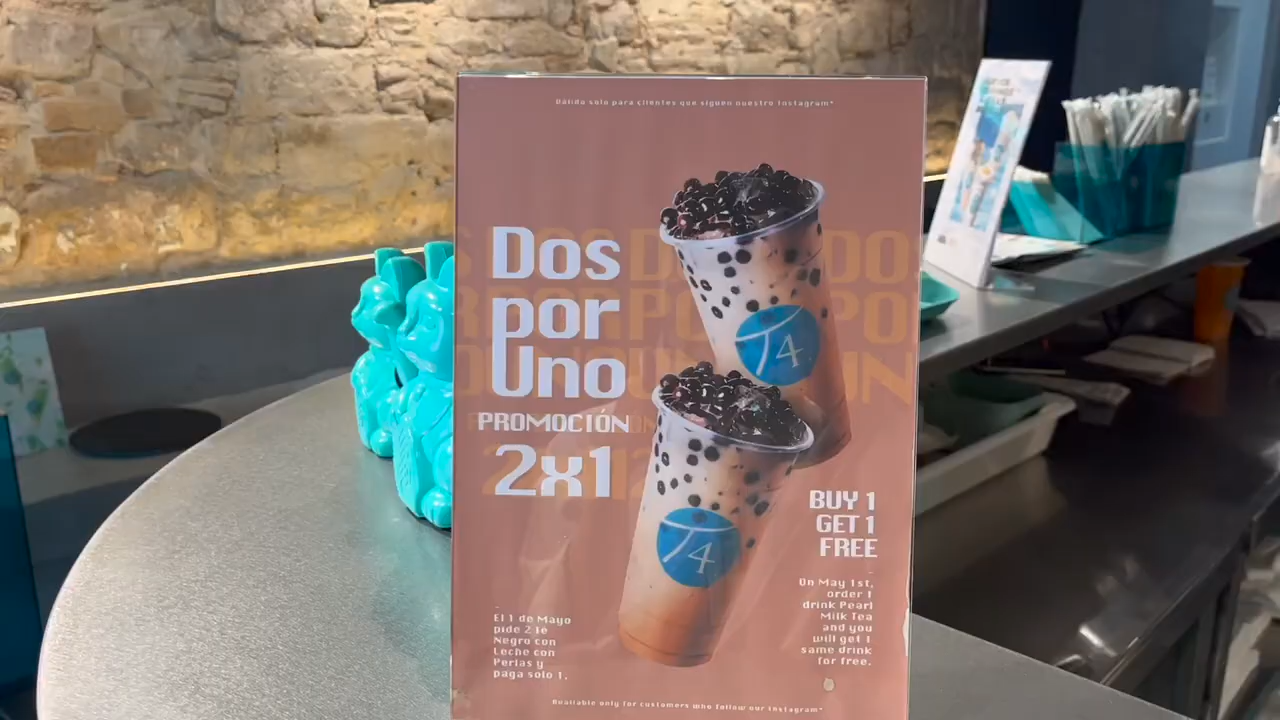 Válido solo para clientes que siguen nuestro Instagram*
Dos
por
Uno
PROMOCIÓN
2x1
T4
T4
BUY 1
GET 1
FREE
On May 1st,
order 1
drink Pearl
Milk Tea
and you
will get 1
same drink
for free.
El 1 de Mayo
pide 2 Té
Negro con
Leche con
Perlas y
paga solo 1.
Available only for customers who follow our Instagram*